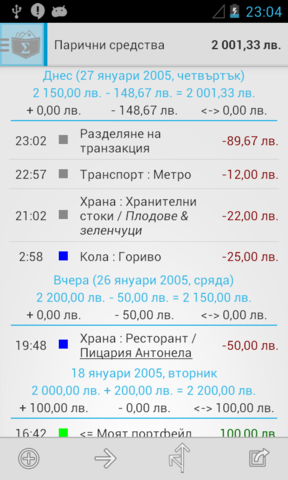 23:04
Парични средства 2 001,33 лв.
Днес (27 януари 2005, четвъртък)
2 150,00 лв. - 148,67 лв. = 2 001,33 лв.
+ 0,00 лв. - 148,67 лв. <-> 0,00 лв.
23:02 Разделяне на -89,67 лв.
транзакция
22:57 Транспорт : Метро -12,00 лв.
Храна : Хранителни
21:02 стоки / Плодове & -22,00 лв.
зеленчуци
2:58 Кола : Гориво -25,00 лв.
Вчера (26 януари 2005, сряда)
2 200,00 лв. - 50,00 лв. = 2 150,00 лв.
+ 0,00 лв. - 50,00 лв. <-> 0,00 лв.
19:48 Храна : Ресторант / -50,00 лв.
Пицария Антонела
18 януари 2005, вторник
2 000,00 лв. + 200,00 лв. = 2 200,00 лв.
+ 100,00 лв. - 0,00 лв. <-> 100,00 лв.
16:42 <= Моят портфейл 100,00 лв.